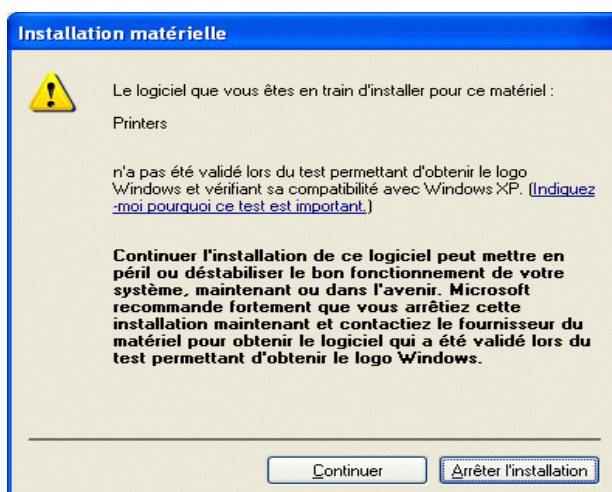 Installation matérielle
Le logiciel que vous êtes en train d'installer pour ce matériel :
Printers
n'a pas été validé lors du test permettant d'obtenir le logo
Windows et vérifiant sa compatibilité avec Windows XP. (Indiquez
-moi pourquoi ce test est important.)
Continuer l'installation de ce logiciel peut mettre en
péril ou déstabiliser le bon fonctionnement de votre
système, maintenant ou dans l'avenir. Microsoft
recommande fortement que vous arrêtiez cette
installation maintenant et contactiez le fournisseur du
matériel pour obtenir le logiciel qui a été validé lors du
test permettant d'obtenir le logo Windows.
Continuer
Arrêter l'installation